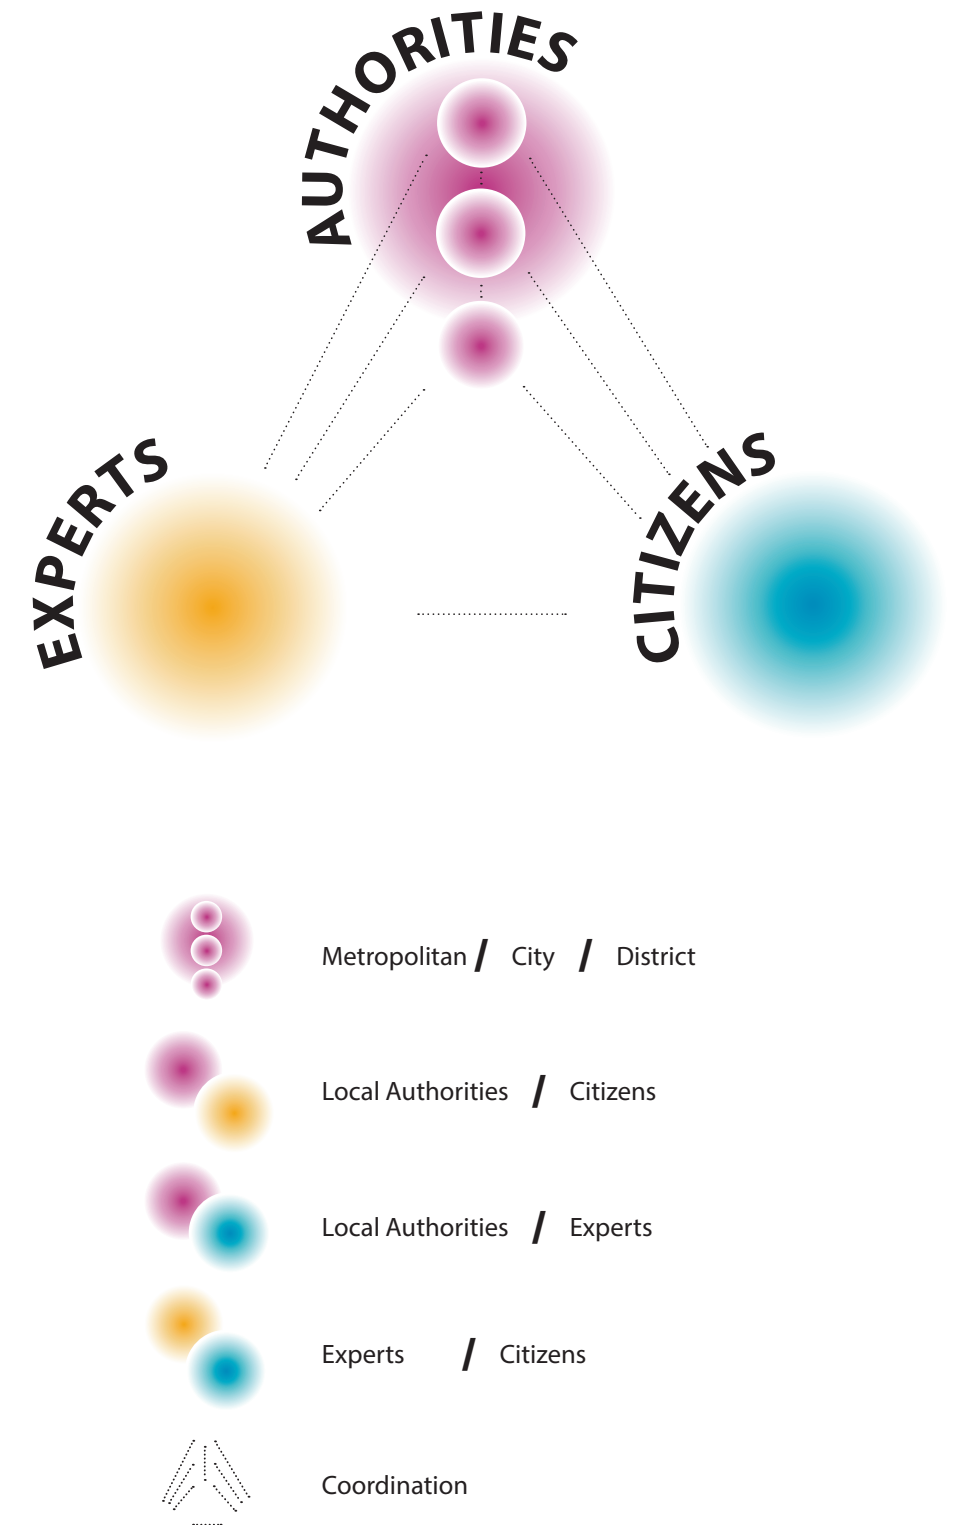 AUTHORITIES
EXPERTS
CITIZENS
Metropolitan / City / District
Local Authorities / Citizens
Local Authorities / Experts
Experts / Citizens
Coordination